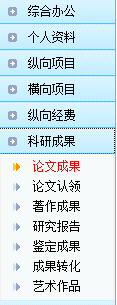 综合办公
个人资料
纵向项目
横向项目
纵向经费
科研成果
论文成果
论文认领
著作成果
研究报告
鉴定成果
成果转化
艺术作品